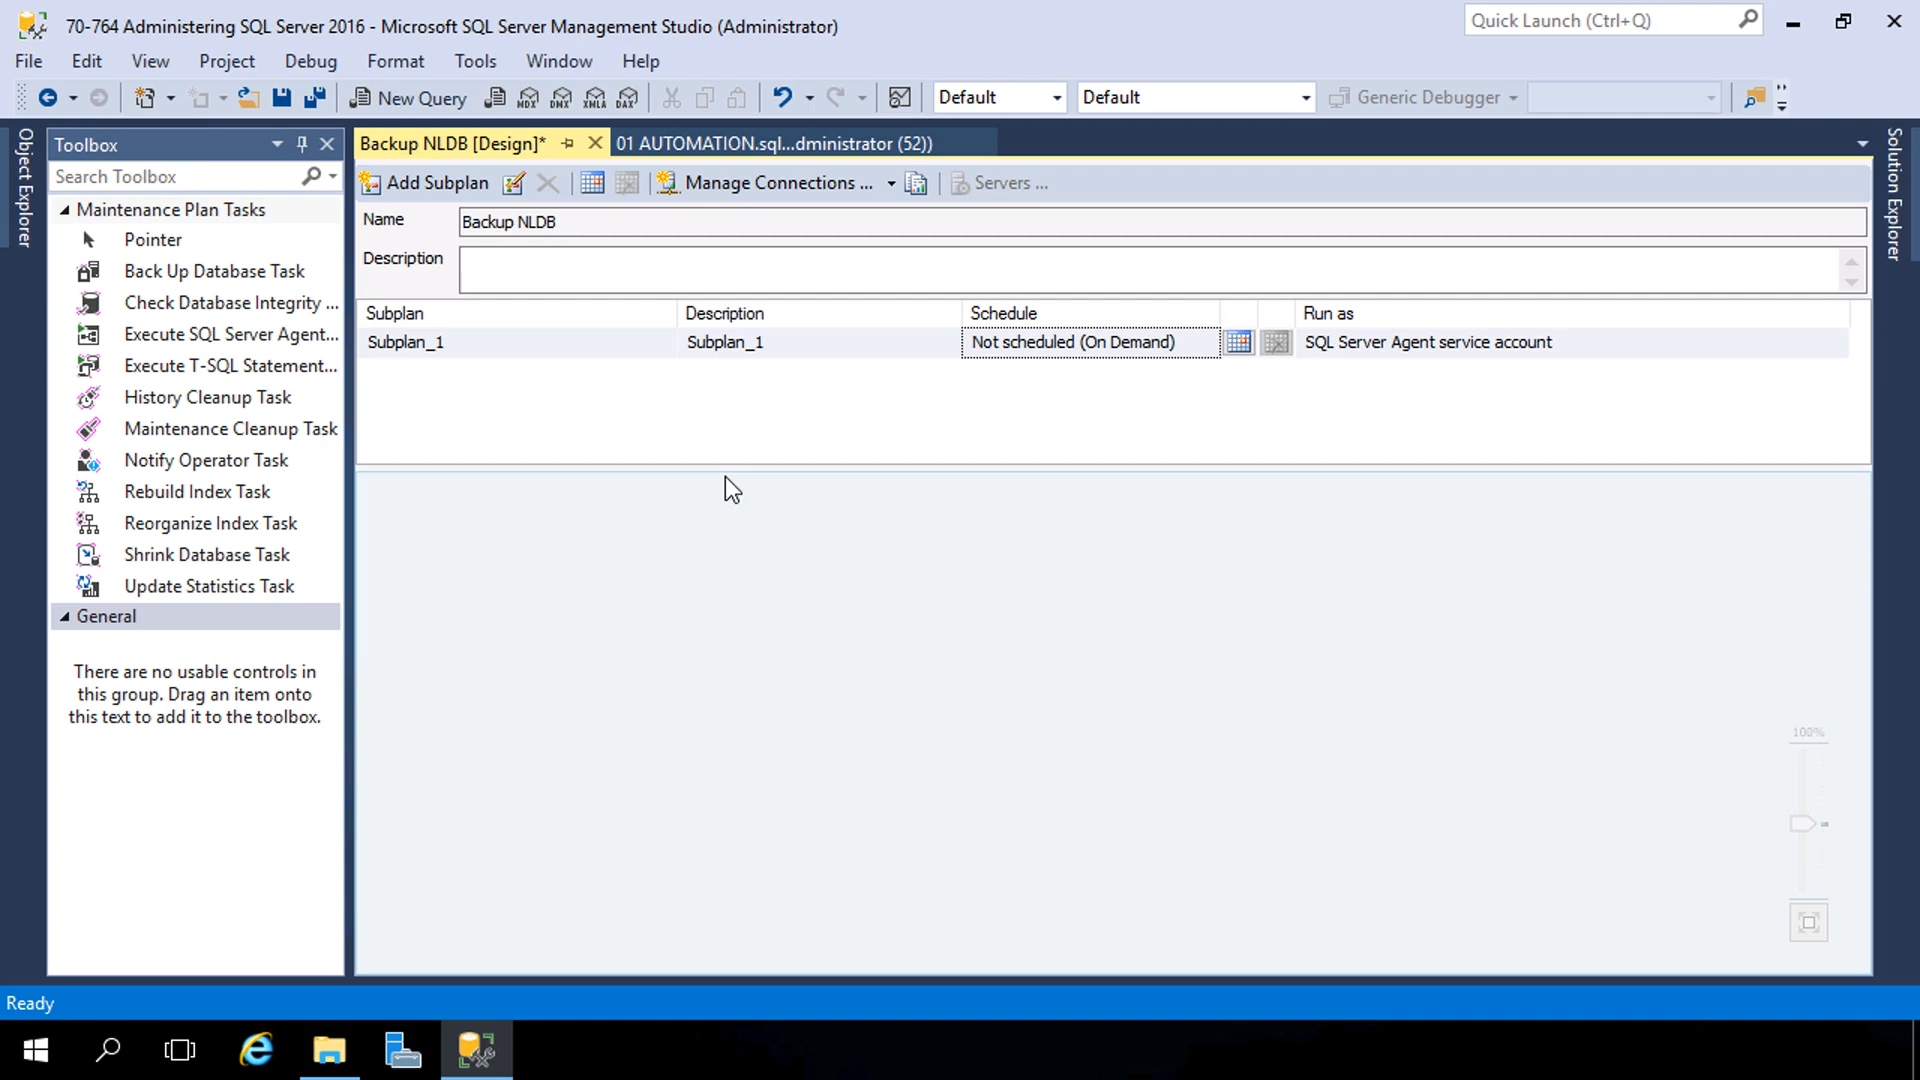 70-764 Administering SQL Server 2016 - Microsoft SQL Server Management Studio (Administrator)
Quick Launch (Ctrl+Q)
File Edit View Project Debug Format Tools Window Help
New Query
MDX DMX XMLA DAX
Default
Default
Generic Debugger
Object Explorer
Toolbox
Search Toolbox
Maintenance Plan Tasks
Pointer
Back Up Database Task
Check Database Integrity ...
Execute SQL Server Agent...
Execute T-SQL Statement...
History Cleanup Task
Maintenance Cleanup Task
Notify Operator Task
Rebuild Index Task
Reorganize Index Task
Shrink Database Task
Update Statistics Task
General
There are no usable controls in
this group. Drag an item onto
this text to add it to the toolbox.
Backup NLDB [Design]*
01 AUTOMATION.sql...dministrator (52))
Add Subplan
Manage Connections ...
Servers ...
Name
Backup NLDB
Description
Subplan Description Schedule Run as
Subplan_1 Subplan_1 Not scheduled (On Demand) SQL Server Agent service account
100%
Solution Explorer
Ready